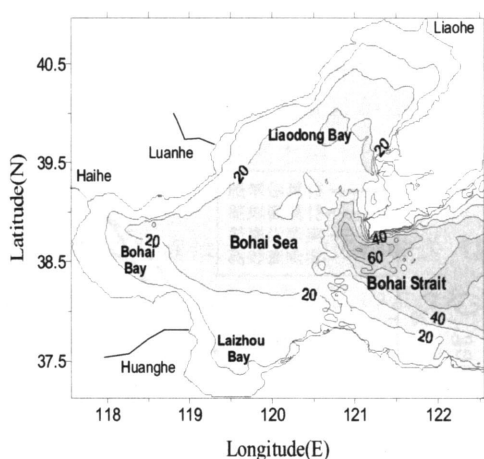 Liaohe
40.5
20
Liaodong Bay
20
Luanhe
39.5
20
Haihe
Latitude(N)
40
20
Bohai Sea
60
38.5
Bohai
Bay
Bohai Strait
20
40
20
Laizhou
Bay
Huanghe
37.5
118
119
120
121
122
Longitude(E)